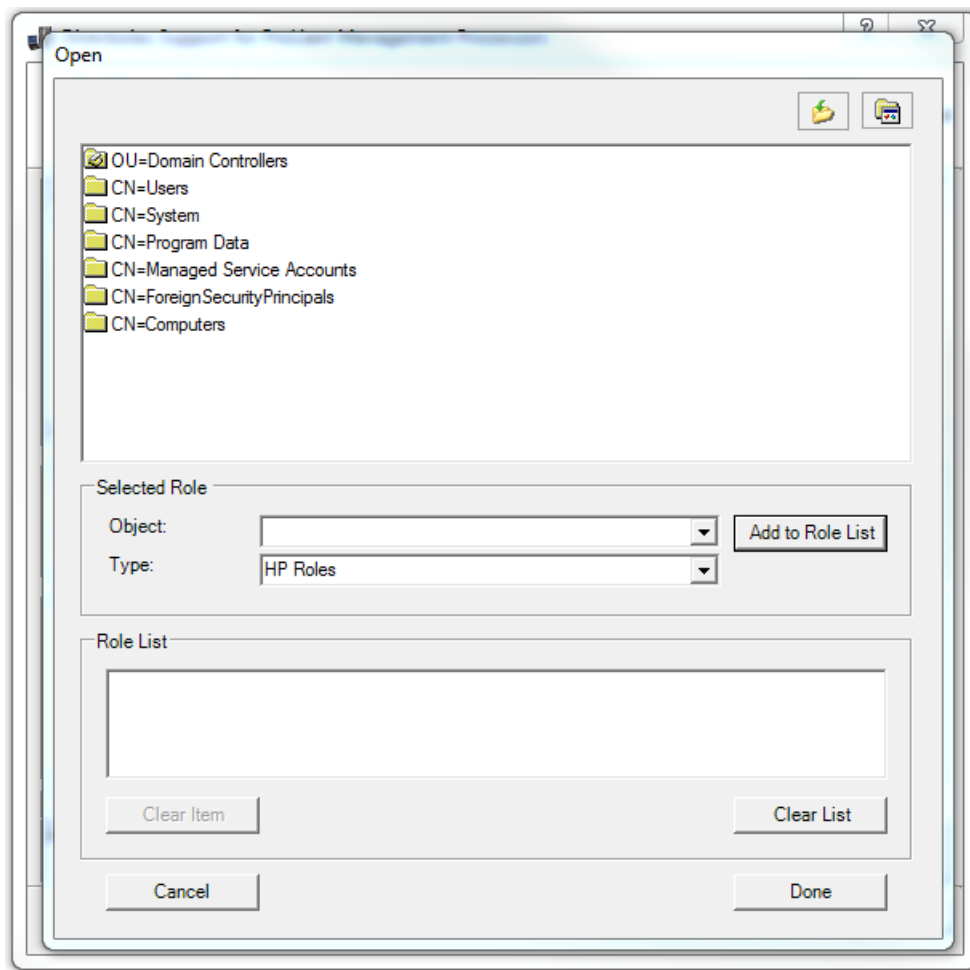 Open
OU=Domain Controllers
CN=Users
CN=System
CN=Program Data
CN=Managed Service Accounts
CN=ForeignSecurityPrincipals
CN=Computers
Selected Role
Object:
Add to Role List
Type:
HP Roles
Role List
Clear Item
Clear List
Cancel
Done